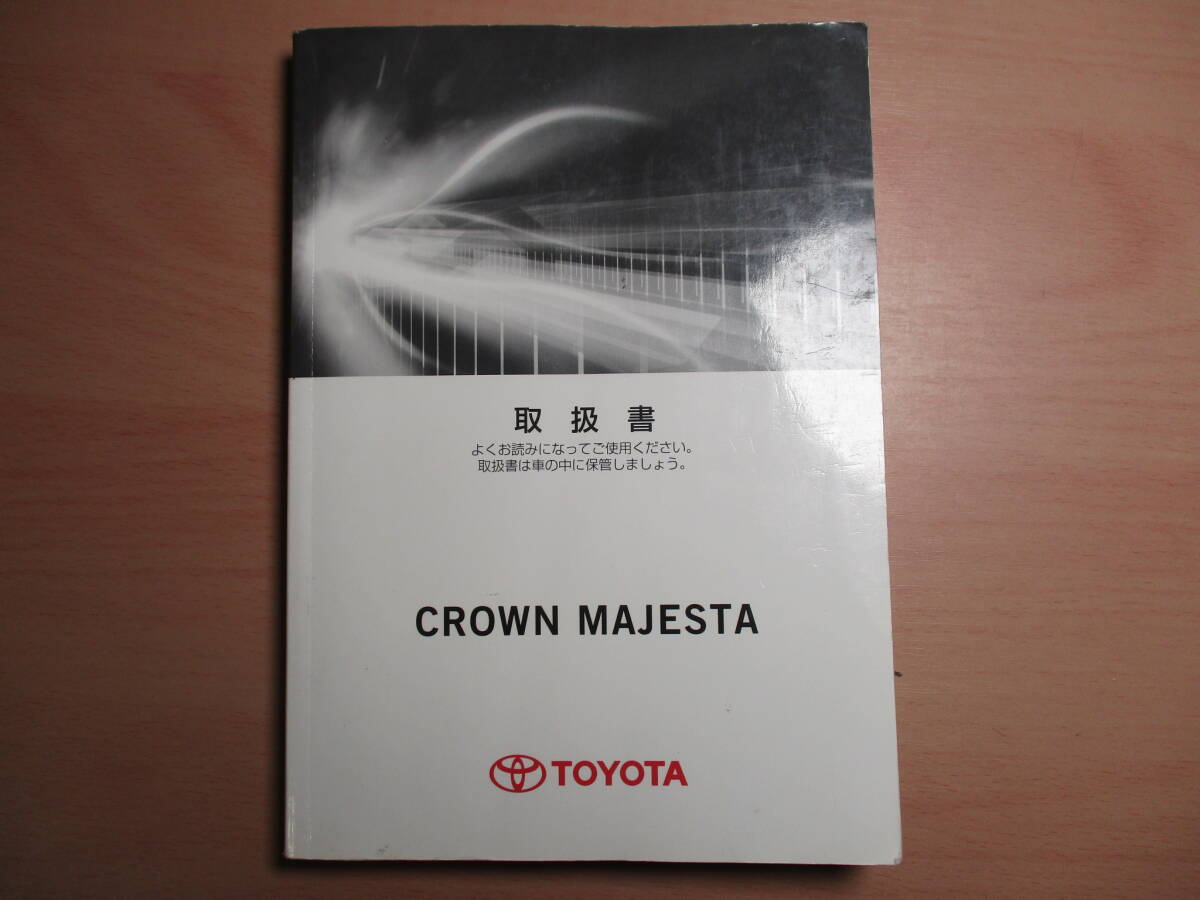 取扱書
よくお読みになってご使用ください。
取扱書は車の中に保管しましょう。
CROWN MAJESTA
TOYOTA